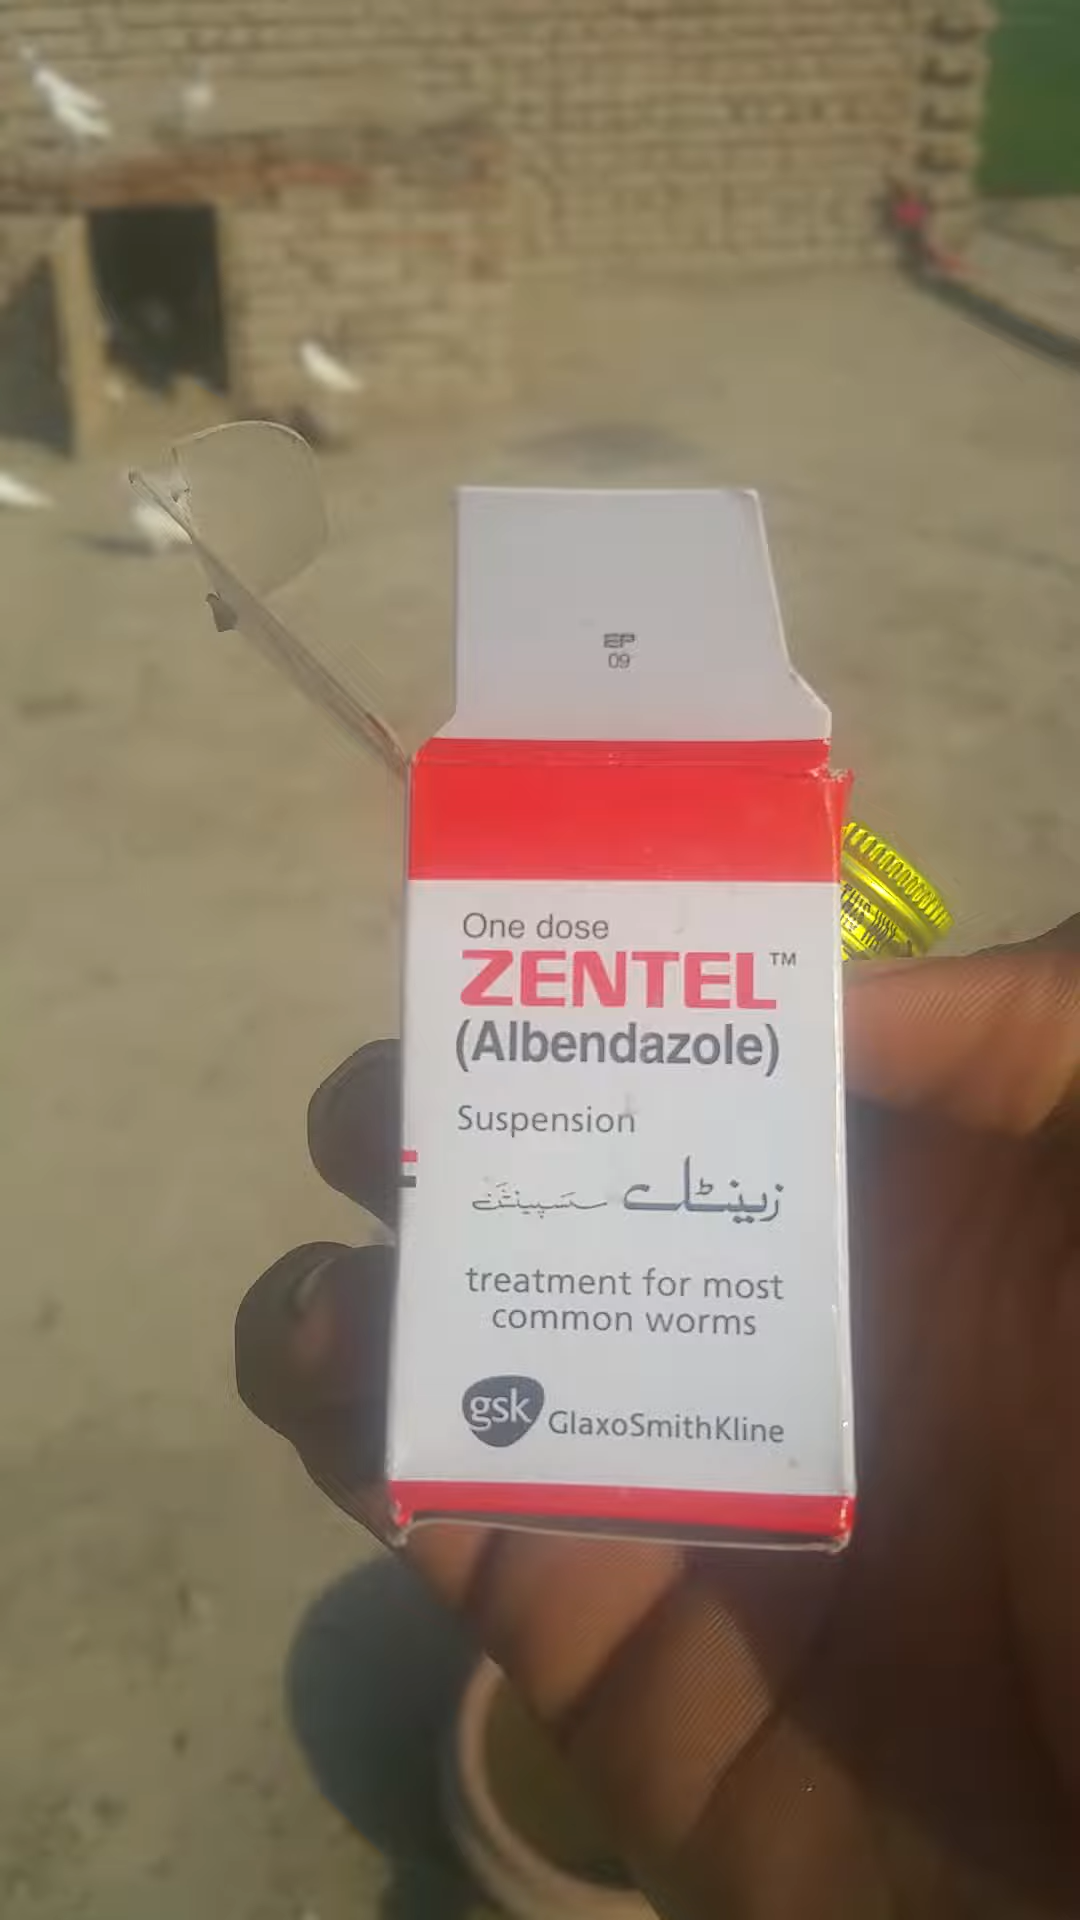 EP
09
One dose
ZENTEL™
(Albendazole)
Suspension
زینٹل سسپینشن
treatment for most
common worms
gsk GlaxoSmithKline